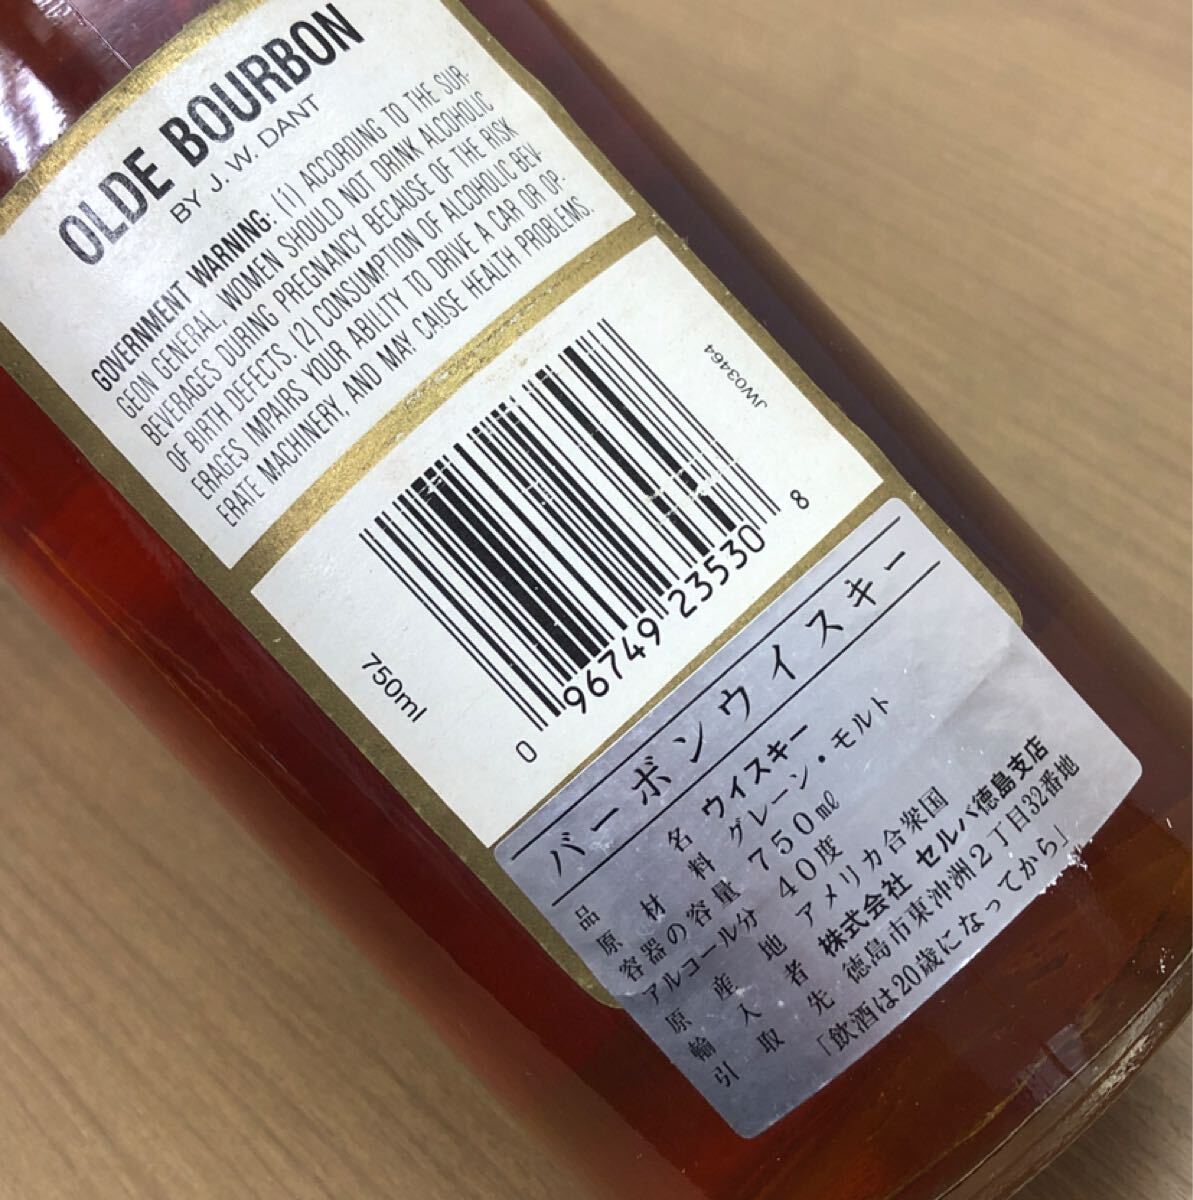 OLDE BOURBON
BY J. W. DANT
GOVERNMENT WARNING: (1) ACCORDING TO THE SUR-
GEON GENERAL, WOMEN SHOULD NOT DRINK ALCOHOLIC
BEVERAGES DURING PREGNANCY BECAUSE OF THE RISK
OF BIRTH DEFECTS. (2) CONSUMPTION OF ALCOHOLIC BEV-
ERAGES IMPAIRS YOUR ABILITY TO DRIVE A CAR OR OP-
ERATE MACHINERY, AND MAY CAUSE HEALTH PROBLEMS.
JW03464
750ml
0 96749 23530 8
バーボンウイスキー
品名 ウイスキー
原材料 グレーン・モルト
容器の容量 750ml
アルコール分 40度
原産地 アメリカ合衆国
輸入者 株式会社 セルバ徳島支店
引取先 徳島市東沖洲2丁目32番地
「飲酒は20歳になってから」